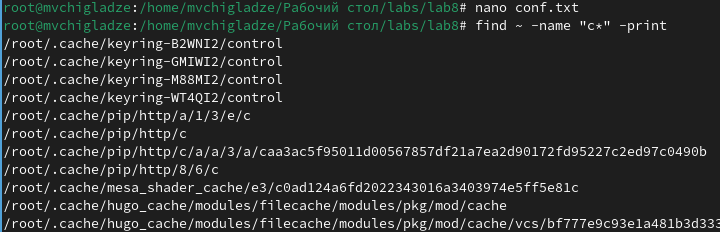 root@mvchigladze:/home/mvchigladze/Рабочий стол/labs/lab8# nano conf.txt
root@mvchigladze:/home/mvchigladze/Рабочий стол/labs/lab8# find ~ -name "c*" -print
/root/.cache/keyring-B2WNI2/control
/root/.cache/keyring-GMIWI2/control
/root/.cache/keyring-M88MI2/control
/root/.cache/keyring-WT4QI2/control
/root/.cache/pip/http/a/1/3/e/c
/root/.cache/pip/http/c
/root/.cache/pip/http/c/a/a/3/a/caa3ac5f95011d00567857df21a7ea2d90172fd95227c2ed97c0490b
/root/.cache/pip/http/8/6/c
/root/.cache/mesa_shader_cache/e3/c0ad124a6fd2022343016a3403974e5ff5e81c
/root/.cache/hugo_cache/modules/filecache/modules/pkg/mod/cache
/root/.cache/hugo_cache/modules/filecache/modules/pkg/mod/cache/vcs/bf777e9c93e1a481b3d333